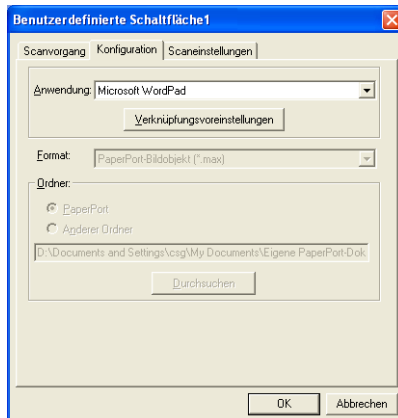 Benutzerdefinierte Schaltfläche1
Scanvorgang Konfiguration Scaneinstellungen
Anwendung: Microsoft WordPad
Verknüpfungsvoreinstellungen
Format: PaperPort-Bildobjekt (*.max)
Ordner:
PaperPort
Anderer Ordner
D:\Documents and Settings\csg\My Documents\Eigene PaperPort-Dok
Durchsuchen
OK Abbrechen